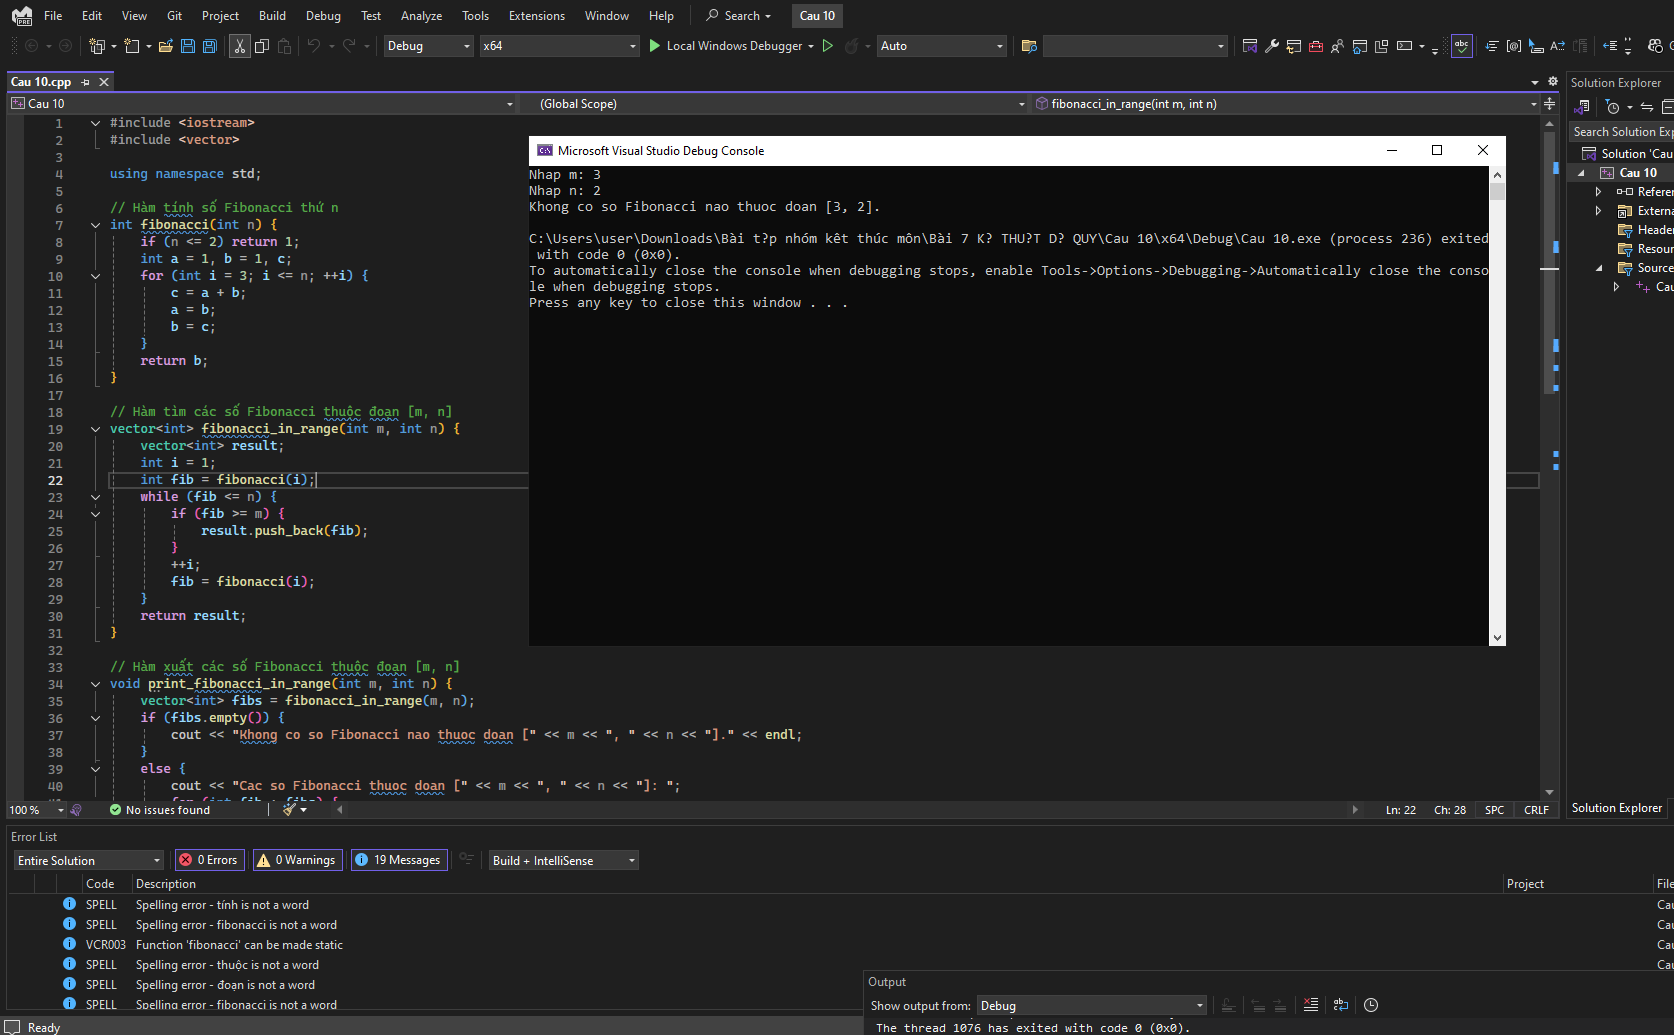 File Edit View Git Project Build Debug Test Analyze Tools Extensions Window Help Search Cau 10
Debug x64 Local Windows Debugger Auto
Cau 10.cpp
Cau 10 (Global Scope) fibonacci_in_range(int m, int n)
1 #include <iostream>
2 #include <vector>
3
4 using namespace std;
5
6 // Hàm tính số Fibonacci thứ n
7 int fibonacci(int n) {
8 if (n <= 2) return 1;
9 int a = 1, b = 1, c;
10 for (int i = 3; i <= n; ++i) {
11 c = a + b;
12 a = b;
13 b = c;
14 }
15 return b;
16 }
17
18 // Hàm tìm các số Fibonacci thuộc đoạn [m, n]
19 vector<int> fibonacci_in_range(int m, int n) {
20 vector<int> result;
21 int i = 1;
22 int fib = fibonacci(i);
23 while (fib <= n) {
24 if (fib >= m) {
25 result.push_back(fib);
26 }
27 ++i;
28 fib = fibonacci(i);
29 }
30 return result;
31 }
32
33 // Hàm xuất các số Fibonacci thuộc đoạn [m, n]
34 void print_fibonacci_in_range(int m, int n) {
35 vector<int> fibs = fibonacci_in_range(m, n);
36 if (fibs.empty()) {
37 cout << "Khong co so Fibonacci nao thuoc doan [" << m << ", " << n << "]." << endl;
38 }
39 else {
40 cout << "Cac so Fibonacci thuoc doan [" << m << ", " << n << "]: ";
Microsoft Visual Studio Debug Console
Nhap m: 3
Nhap n: 2
Khong co so Fibonacci nao thuoc doan [3, 2].
C:\Users\user\Downloads\Bài t?p nhóm kêt thúc môn\Bài 7 K? THU?T D? QUY\Cau 10\x64\Debug\Cau 10.exe (process 236) exited
with code 0 (0x0).
To automatically close the console when debugging stops, enable Tools->Options->Debugging->Automatically close the conso
le when debugging stops.
Press any key to close this window . . .
Solution Explorer
Search Solution Exp
Solution 'Cau
Cau 10
Referen
Externa
Header
Resour
Source
Cau
Solution Explorer
100 % No issues found Ln: 22 Ch: 28 SPC CRLF
Error List
Entire Solution 0 Errors 0 Warnings 19 Messages Build + IntelliSense
Code Description Project File
SPELL Spelling error - tính is not a word Cau
SPELL Spelling error - fibonacci is not a word Cau
VCR003 Function 'fibonacci' can be made static Cau
SPELL Spelling error - thuộc is not a word Cau
SPELL Spelling error - đoạn is not a word
SPELL Spelling error - fibonacci is not a word
Output
Show output from: Debug
The thread 1076 has exited with code 0 (0x0).
Ready